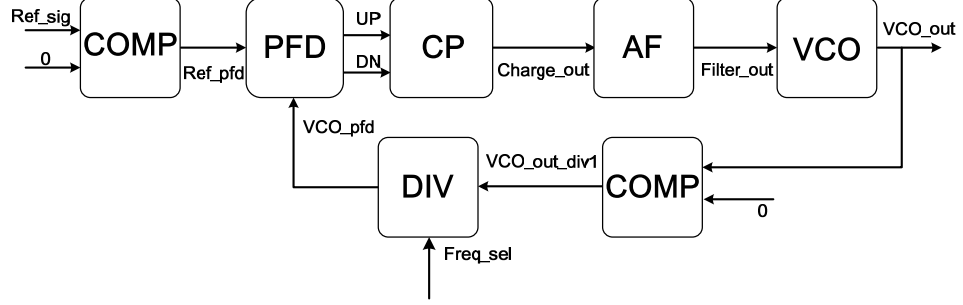 Ref_sig
0
COMP
Ref_pfd
PFD
UP
DN
CP
Charge_out
AF
Filter_out
VCO
VCO_out
VCO_pfd
DIV
VCO_out_div1
COMP
0
Freq_sel